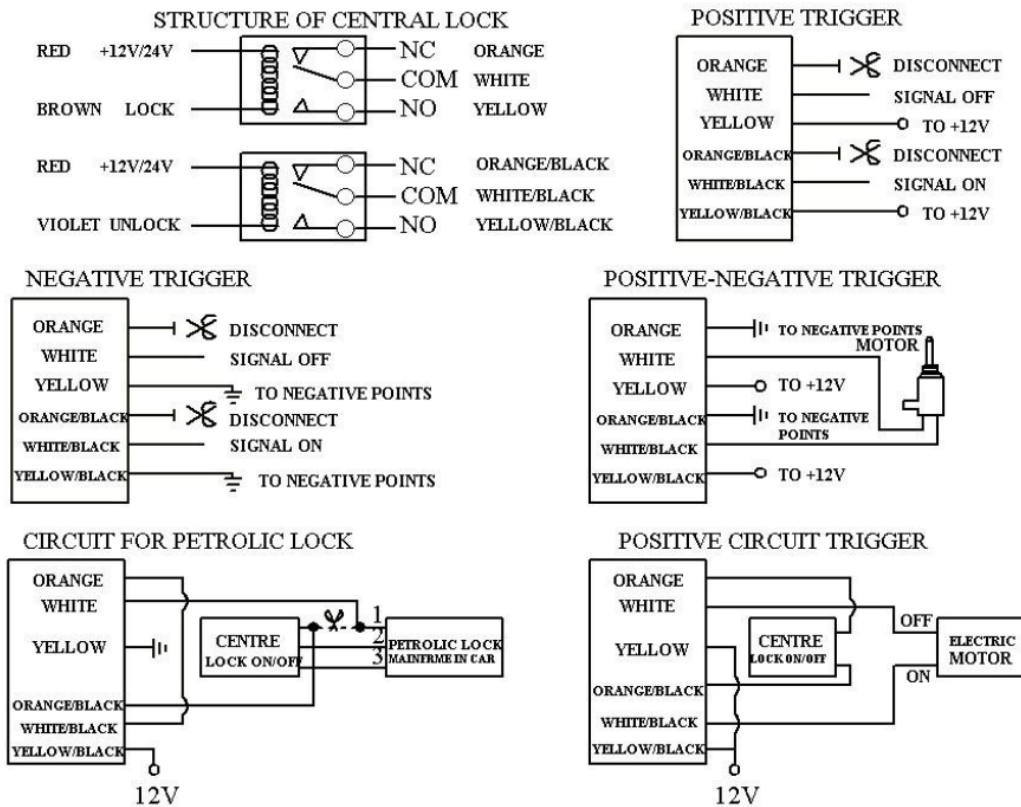 STRUCTURE OF CENTRAL LOCK
RED +12V/24V NC ORANGE
COM WHITE
BROWN LOCK NO YELLOW
RED +12V/24V NC ORANGE/BLACK
COM WHITE/BLACK
VIOLET UNLOCK NO YELLOW/BLACK
POSITIVE TRIGGER
ORANGE DISCONNECT
WHITE SIGNAL OFF
YELLOW TO +12V
ORANGE/BLACK DISCONNECT
WHITE/BLACK SIGNAL ON
YELLOW/BLACK TO +12V
NEGATIVE TRIGGER
ORANGE DISCONNECT
WHITE SIGNAL OFF
YELLOW TO NEGATIVE POINTS
ORANGE/BLACK DISCONNECT
WHITE/BLACK SIGNAL ON
YELLOW/BLACK TO NEGATIVE POINTS
POSITIVE-NEGATIVE TRIGGER
ORANGE TO NEGATIVE POINTS
WHITE MOTOR
YELLOW TO +12V
ORANGE/BLACK TO NEGATIVE
POINTS
WHITE/BLACK
YELLOW/BLACK TO +12V
CIRCUIT FOR PETROLIC LOCK
ORANGE
WHITE 1
YELLOW CENTRE 2 PETROLIC LOCK
LOCK ON/OFF 3 MAINFRME IN CAR
ORANGE/BLACK
WHITE/BLACK
YELLOW/BLACK
12V
POSITIVE CIRCUIT TRIGGER
ORANGE
WHITE OFF
YELLOW CENTRE ELECTRIC
LOCK ON/OFF MOTOR
ON
ORANGE/BLACK
WHITE/BLACK
YELLOW/BLACK
12V